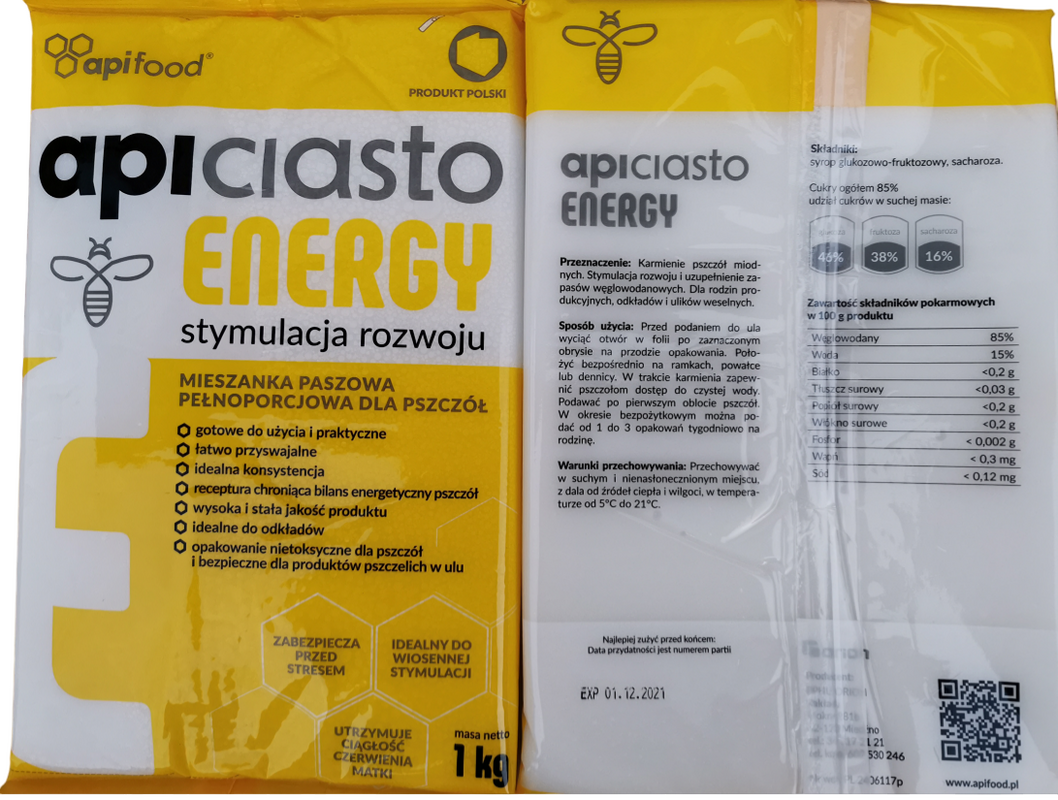 apifood®
PRODUKT POLSKI
apiciasto
ENERGY
stymulacja rozwoju
MIESZANKA PASZOWA
PEŁNOPORCJOWA DLA PSZCZÓŁ
gotowe do użycia i praktyczne
łatwo przyswajalne
idealna konsystencja
receptura chroniąca bilans energetyczny pszczół
wysoka i stała jakość produktu
idealne do odkładów
opakowanie nietoksyczne dla pszczół
i bezpieczne dla produktów pszczelich w ulu
ZABEZPIECZA
PRZED
STRESEM
IDEALNY DO
WIOSENNEJ
STYMULACJI
UTRZYMUJE
CIĄGŁOŚĆ
CZERWIENIA
MATKI
masa netto
1 kg
apiciasto
ENERGY
Przeznaczenie: Karmienie pszczół miod-
nych. Stymulacja rozwoju i uzupełnienie za-
pasów węglowodanowych. Dla rodzin pro-
dukcyjnych, odkładów i ulików weselnych.
Sposób użycia: Przed podaniem do ula
wyciąć otwór w folii po zaznaczonym
obrysie na przodzie opakowania. Poło-
żyć bezpośrednio na ramkach, powałce
lub dennicy. W trakcie karmienia zapew-
nić pszczołom dostęp do czystej wody.
Podawać po pierwszym oblocie pszczół.
W okresie bezpożytkowym można po-
dać od 1 do 3 opakowań tygodniowo na
rodzinę.
Warunki przechowywania: Przechowywać
w suchym i nienasłonecznionym miejscu,
z dala od źródeł ciepła i wilgoci, w tempera-
turze od 5°C do 21°C.
Najlepiej zużyć przed końcem:
Data przydatności jest numerem partii
EXP 01.12.2021
Składniki:
syrop glukozowo-fruktozowy, sacharoza.
Cukry ogółem 85%
udział cukrów w suchej masie:
fruktoza sacharoza
46% 38% 16%
Zawartość składników pokarmowych
w 100 g produktu
Węglowodany 85%
Woda 15%
Białko <0,2 g
Tłuszcz surowy <0,03 g
Popiół surowy <0,2 g
Włókno surowe <0,2 g
Fosfor < 0,002 g
Wapń < 0,3 mg
Sód < 0,12 mg
Producent:
21 21
530 246
06117p
www.apifood.pl